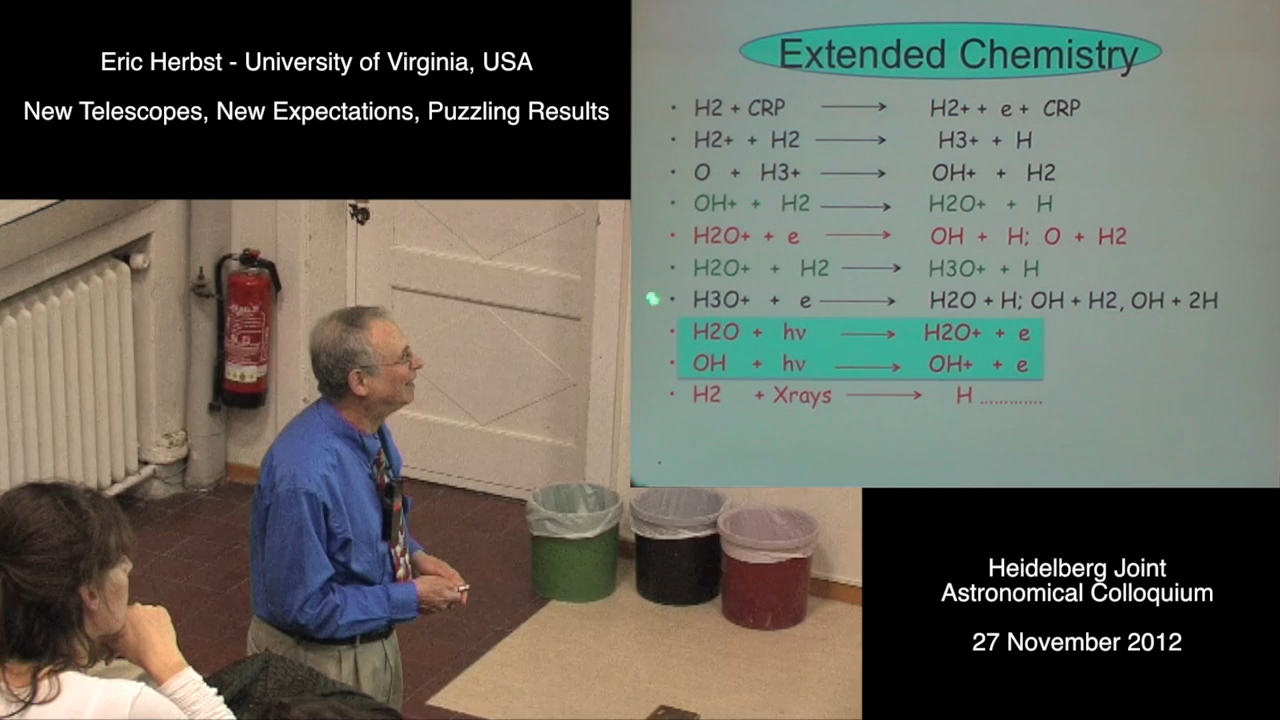 Eric Herbst - University of Virginia, USA
New Telescopes, New Expectations, Puzzling Results
Extended Chemistry
• H2 + CRP ⟶ H2+ + e + CRP
• H2+ + H2 ⟶ H3+ + H
• O + H3+ ⟶ OH+ + H2
• OH+ + H2 ⟶ H2O+ + H
• H2O+ + e ⟶ OH + H; O + H2
• H2O+ + H2 ⟶ H3O+ + H
• H3O+ + e ⟶ H2O + H; OH + H2, OH + 2H
• H2O + hν ⟶ H2O+ + e
• OH + hν ⟶ OH+ + e
• H2 + Xrays ⟶ H .............
Heidelberg Joint
Astronomical Colloquium
27 November 2012